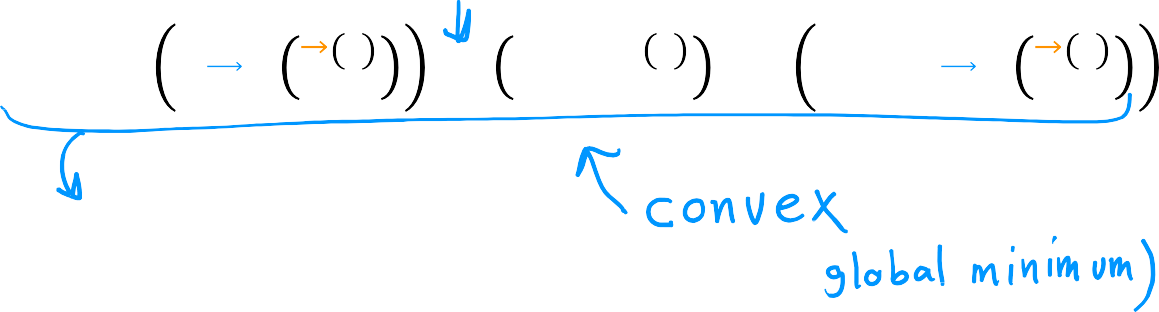 ( → ( → ( ) ) ) ( ( ) ) ( → ( → ( ) ) )
convex
global minimum)